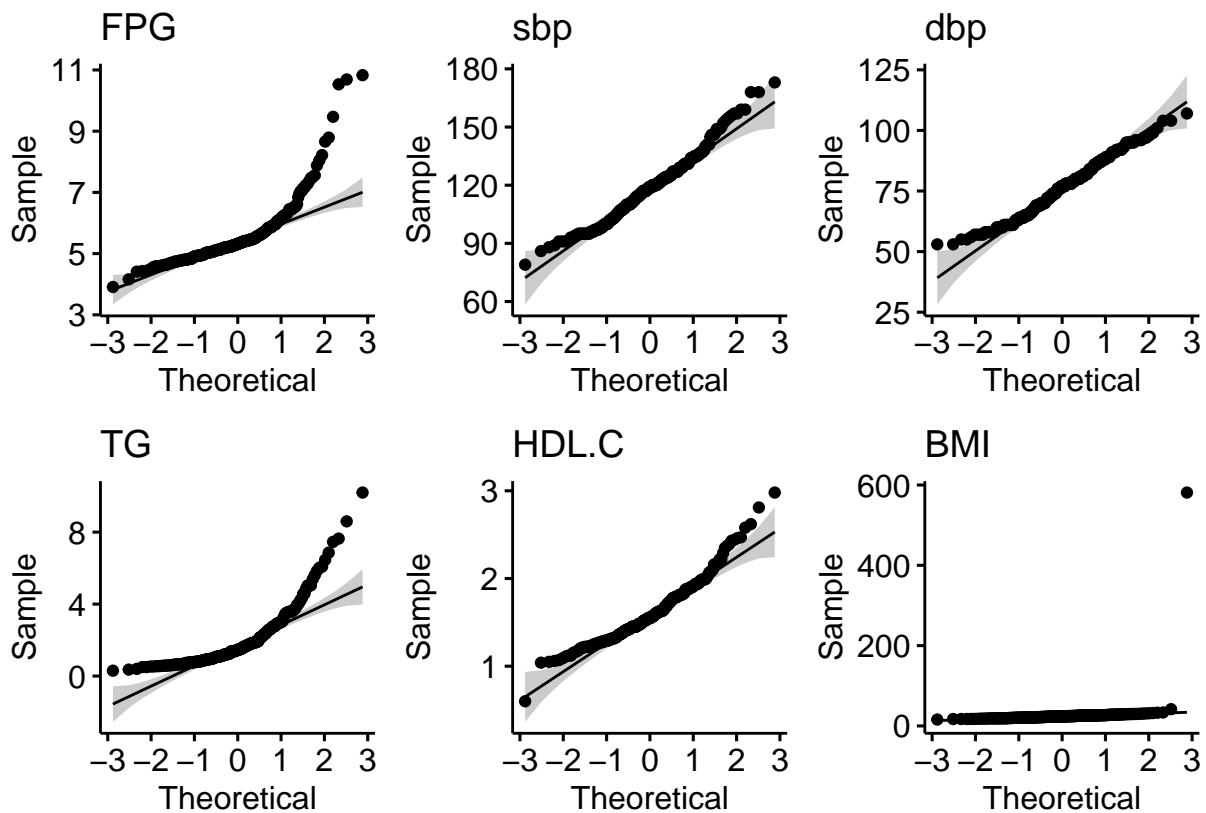 FPG
11
9
7
5
3
Sample
−3 −2 −1 0 1 2 3
Theoretical
sbp
180
150
120
90
60
Sample
−3 −2 −1 0 1 2 3
Theoretical
dbp
125
100
75
50
25
Sample
−3 −2 −1 0 1 2 3
Theoretical
TG
8
4
0
Sample
−3 −2 −1 0 1 2 3
Theoretical
HDL.C
3
2
1
Sample
−3 −2 −1 0 1 2 3
Theoretical
BMI
600
400
200
0
Sample
−3 −2 −1 0 1 2 3
Theoretical